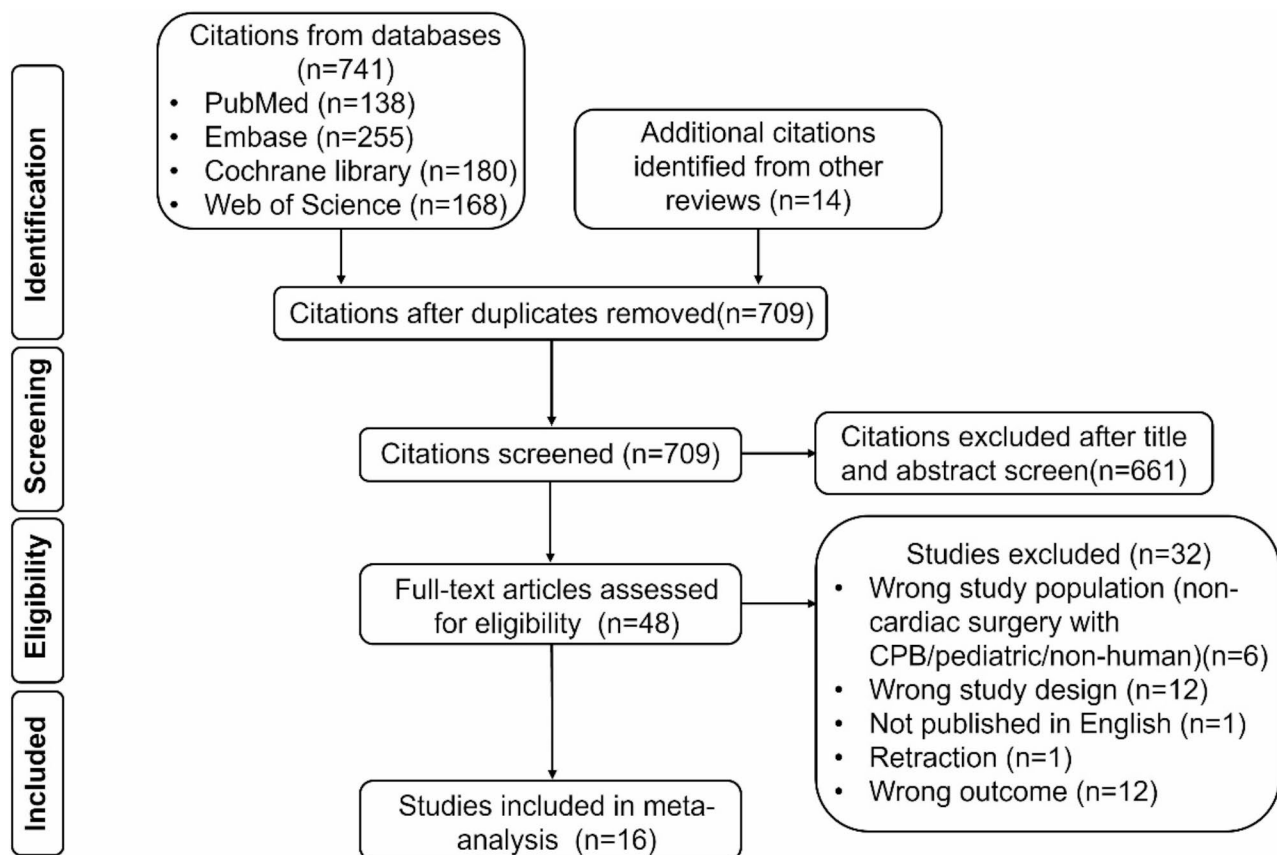 Identification
Citations from databases
(n=741)
• PubMed (n=138)
• Embase (n=255)
• Cochrane library (n=180)
• Web of Science (n=168)
Additional citations
identified from other
reviews (n=14)
Citations after duplicates removed(n=709)
Screening
Citations screened (n=709)
Citations excluded after title
and abstract screen(n=661)
Eligibility
Full-text articles assessed
for eligibility (n=48)
Studies excluded (n=32)
• Wrong study population (non-
cardiac surgery with
CPB/pediatric/non-human)(n=6)
• Wrong study design (n=12)
• Not published in English (n=1)
• Retraction (n=1)
• Wrong outcome (n=12)
Included
Studies included in meta-
analysis (n=16)